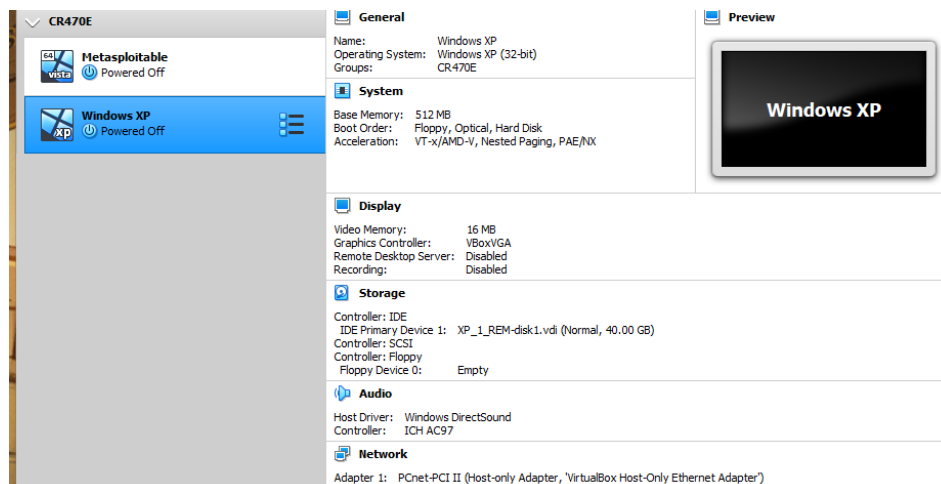 CR470E
64
vista
Metasploitable
Powered Off
xp
Windows XP
Powered Off
General
Name: Windows XP
Operating System: Windows XP (32-bit)
Groups: CR470E
System
Base Memory: 512 MB
Boot Order: Floppy, Optical, Hard Disk
Acceleration: VT-x/AMD-V, Nested Paging, PAE/NX
Preview
Windows XP
Display
Video Memory: 16 MB
Graphics Controller: VBoxVGA
Remote Desktop Server: Disabled
Recording: Disabled
Storage
Controller: IDE
IDE Primary Device 1: XP_1_REM-disk1.vdi (Normal, 40.00 GB)
Controller: SCSI
Controller: Floppy
Floppy Device 0: Empty
Audio
Host Driver: Windows DirectSound
Controller: ICH AC97
Network
Adapter 1: PCnet-PCI II (Host-only Adapter, 'VirtualBox Host-Only Ethernet Adapter')